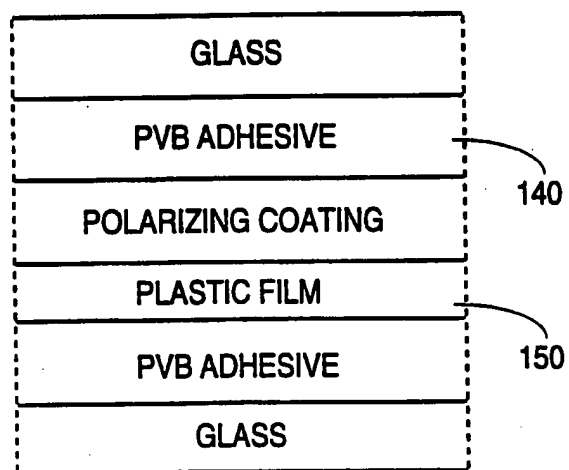 GLASS
PVB ADHESIVE
140
POLARIZING COATING
PLASTIC FILM
150
PVB ADHESIVE
GLASS